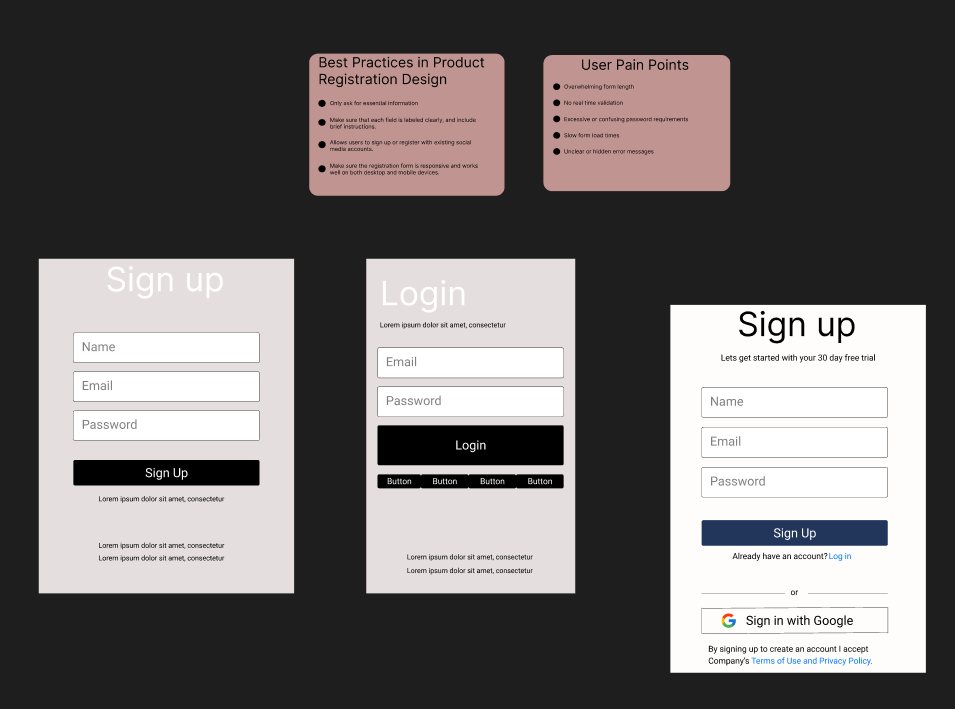 Best Practices in Product
Registration Design
Only ask for essential information
Make sure that each field is labeled clearly, and include
brief instructions.
Allows users to sign up or register with existing social
media accounts.
Make sure the registration form is responsive and works
well on both desktop and mobile devices.
User Pain Points
Overwhelming form length
No real time validation
Excessive or confusing password requirements
Slow form load times
Unclear or hidden error messages
Sign up
Name
Email
Password
Sign Up
Lorem ipsum dolor sit amet, consectetur
Lorem ipsum dolor sit amet, consectetur
Lorem ipsum dolor sit amet, consectetur
Login
Lorem ipsum dolor sit amet, consectetur
Email
Password
Login
Button Button Button Button
Lorem ipsum dolor sit amet, consectetur
Lorem ipsum dolor sit amet, consectetur
Sign up
Lets get started with your 30 day free trial
Name
Email
Password
Sign Up
Already have an account? Log in
or
Sign in with Google
By signing up to create an account I accept
Company's Terms of Use and Privacy Policy.